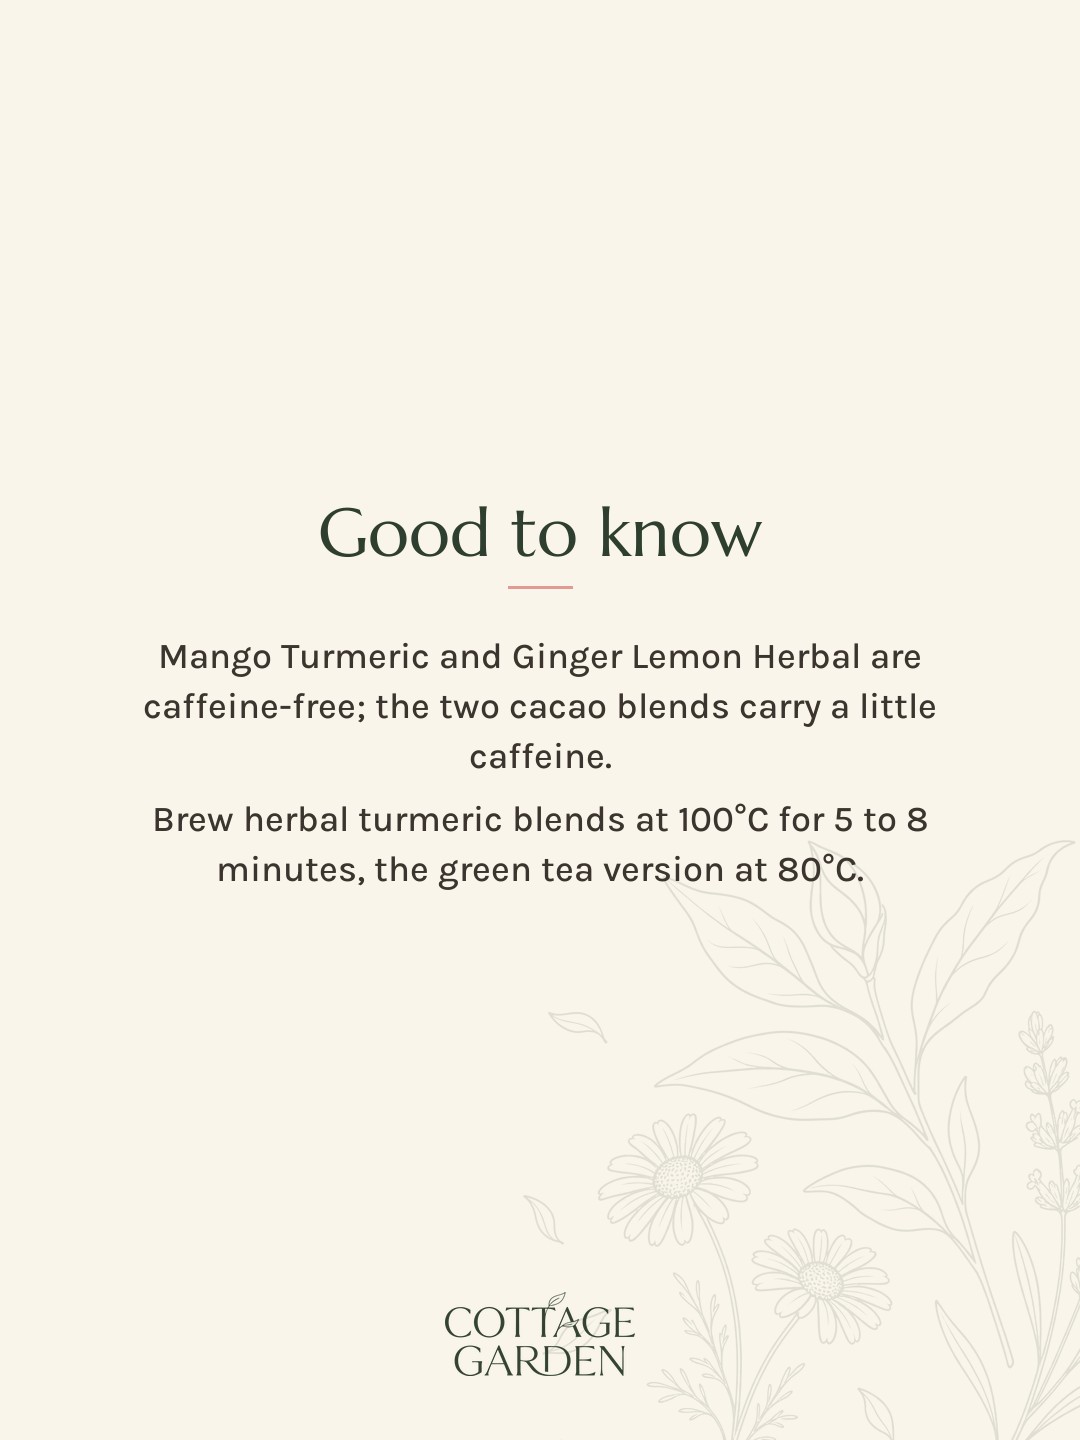 Good to know
Mango Turmeric and Ginger Lemon Herbal are
caffeine-free; the two cacao blends carry a little
caffeine.
Brew herbal turmeric blends at 100°C for 5 to 8
minutes, the green tea version at 80°C.
COTTAGE
GARDEN